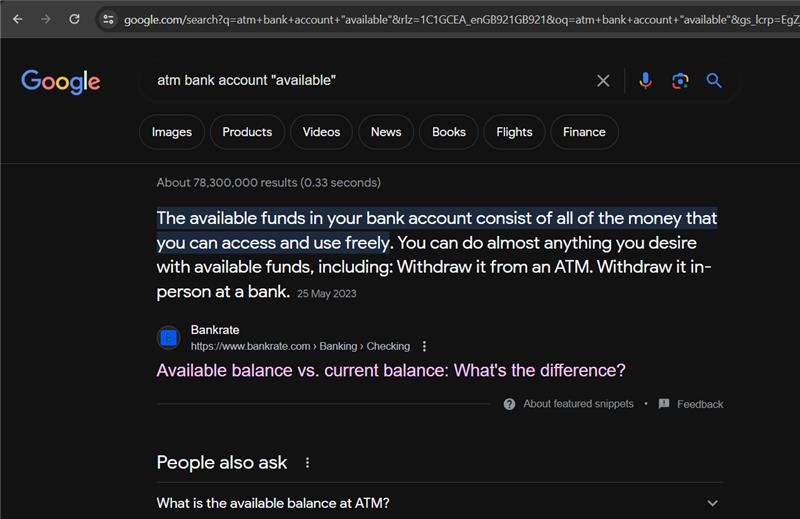 google.com/search?q=atm+bank+account+"available"&rlz=1C1GCEA_enGB921GB921&oq=atm+bank+account+"available"&gs_lcrp=EgZ
Google
atm bank account "available"
Images
Products
Videos
News
Books
Flights
Finance
About 78,300,000 results (0.33 seconds)
The available funds in your bank account consist of all of the money that
you can access and use freely. You can do almost anything you desire
with available funds, including: Withdraw it from an ATM. Withdraw it in-
person at a bank. 25 May 2023
B
Bankrate
https://www.bankrate.com › Banking › Checking
Available balance vs. current balance: What's the difference?
About featured snippets • Feedback
People also ask
What is the available balance at ATM?